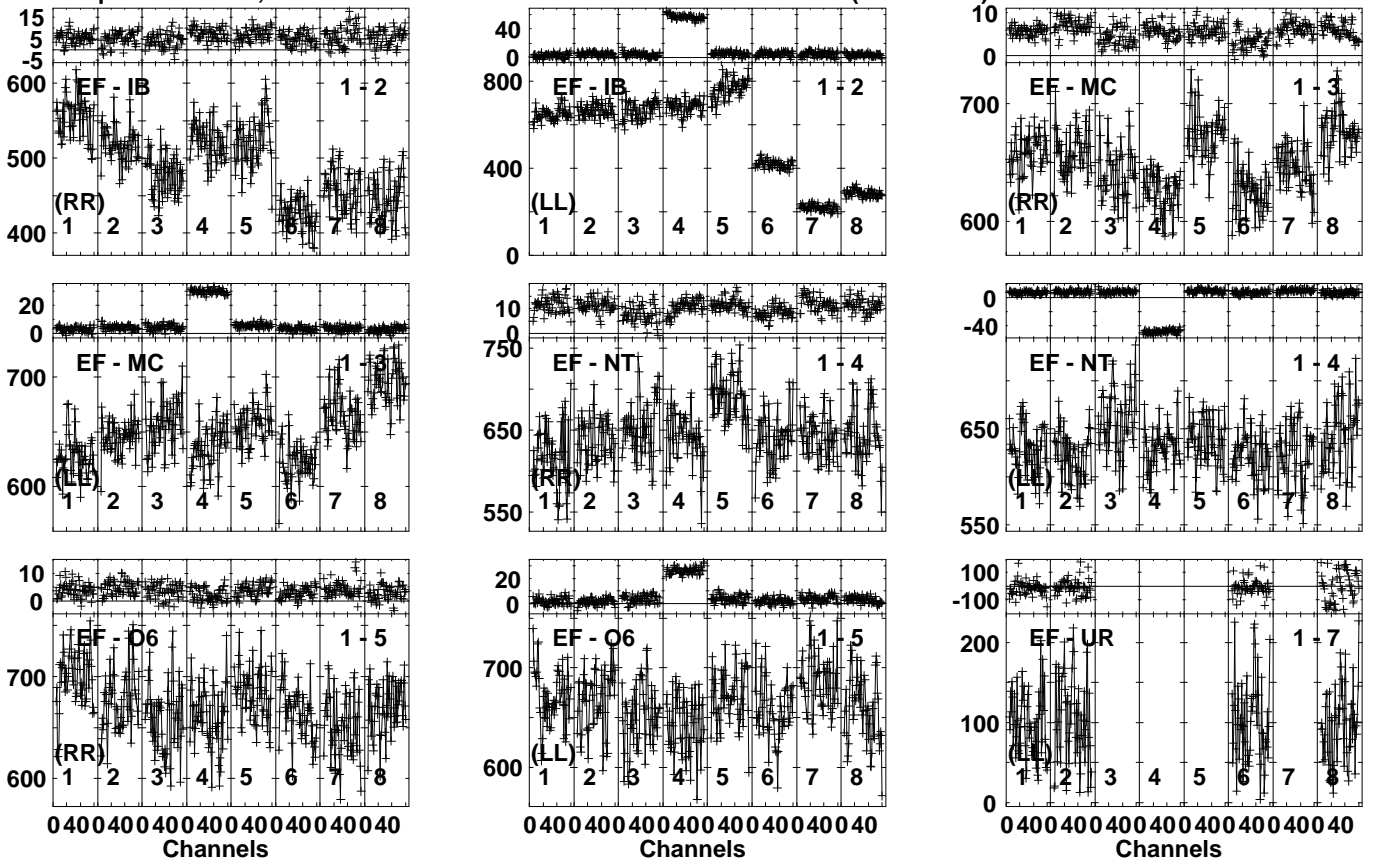 15
5
-5
600
EF - IB 1 - 2
500
(RR)
1 2 3 4 5 6 7 8
400
40
0
800
EF - IB 1 - 2
400
(LL)
1 2 3 4 5 6 7 8
0
10
0
700
EF - MC 1 - 3
(RR)
600
1 2 3 4 5 6 7 8
20
0
EF - MC 1 - 3
700
600
(LL)
1 2 3 4 5 6 7 8
10
0
750
EF - NT 1 - 4
650
(RR)
1 2 3 4 5 6 7 8
550
0
-40
EF - NT 1 - 4
650
(LL)
1 2 3 4 5 6 7 8
550
10
0
EF - O6 1 - 5
700
(RR)
600
1 2 3 4 5 6 7 8
0 40 0 40 0 40 0 40 0 40 0 40 0 40 0 40
Channels
20
0
EF - O6 1 - 5
700
(LL)
600
1 2 3 4 5 6 7 8
0 40 0 40 0 40 0 40 0 40 0 40 0 40 0 40
Channels
100
-100
200
EF - UR 1 - 7
100
(LL)
1 2 3 4 5 6 7 8
0
0 40 0 40 0 40 0 40 0 40 0 40 0 40 0 40
Channels